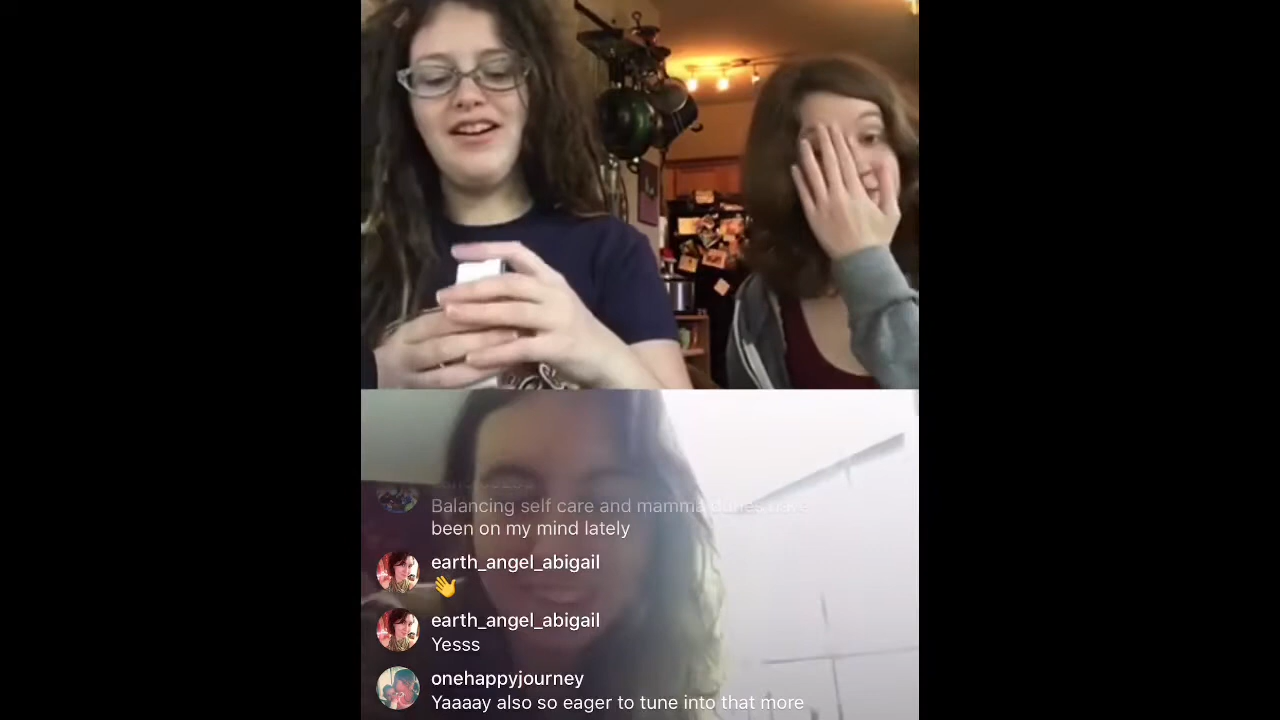 Balancing self care and mamma duties have
been on my mind lately
earth_angel_abigail
👋
earth_angel_abigail
Yesss
onehappyjourney
Yaaaay also so eager to tune into that more